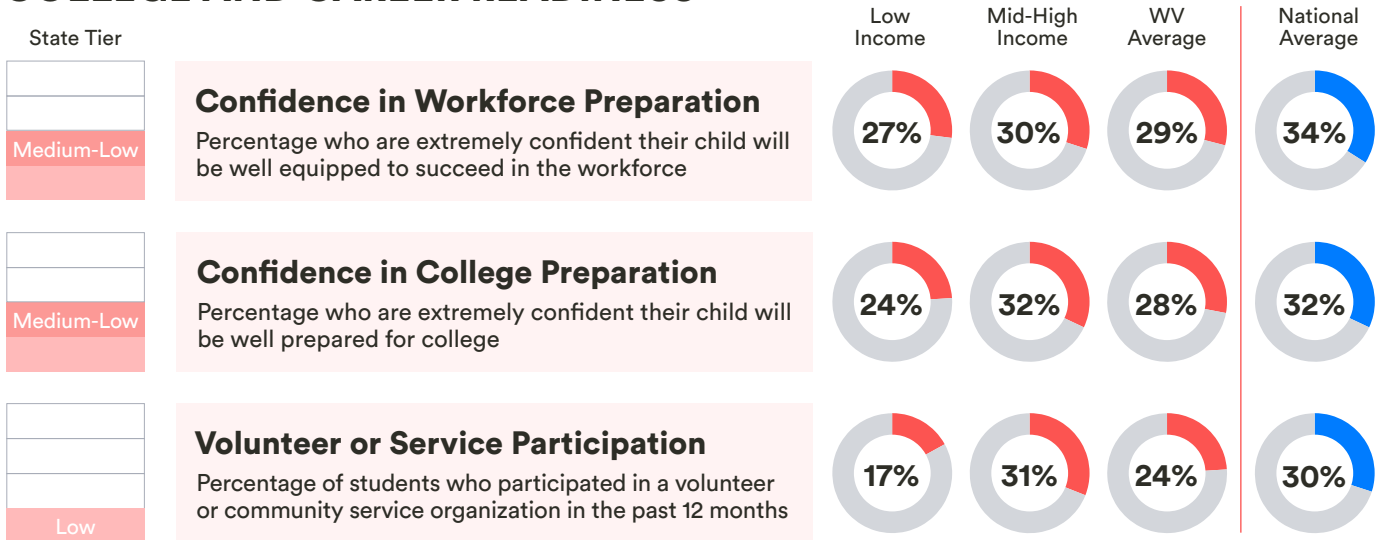 State Tier
Low
Income
Mid-High
Income
WV
Average
National
Average
Medium-Low
Confidence in Workforce Preparation
Percentage who are extremely confident their child will
be well equipped to succeed in the workforce
27%
30%
29%
34%
Medium-Low
Confidence in College Preparation
Percentage who are extremely confident their child will
be well prepared for college
24%
32%
28%
32%
Low
Volunteer or Service Participation
Percentage of students who participated in a volunteer
or community service organization in the past 12 months
17%
31%
24%
30%